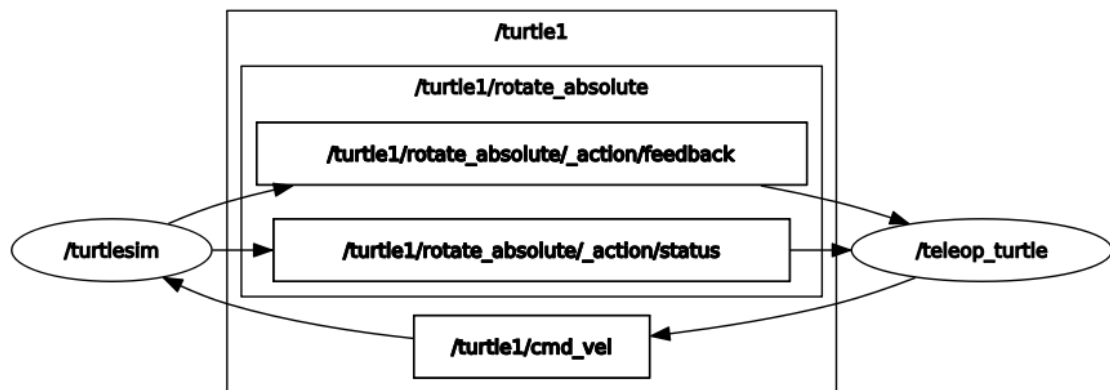 /turtle1
/turtle1/rotate_absolute
/turtle1/rotate_absolute/_action/feedback
/turtlesim
/turtle1/rotate_absolute/_action/status
/teleop_turtle
/turtle1/cmd_vel